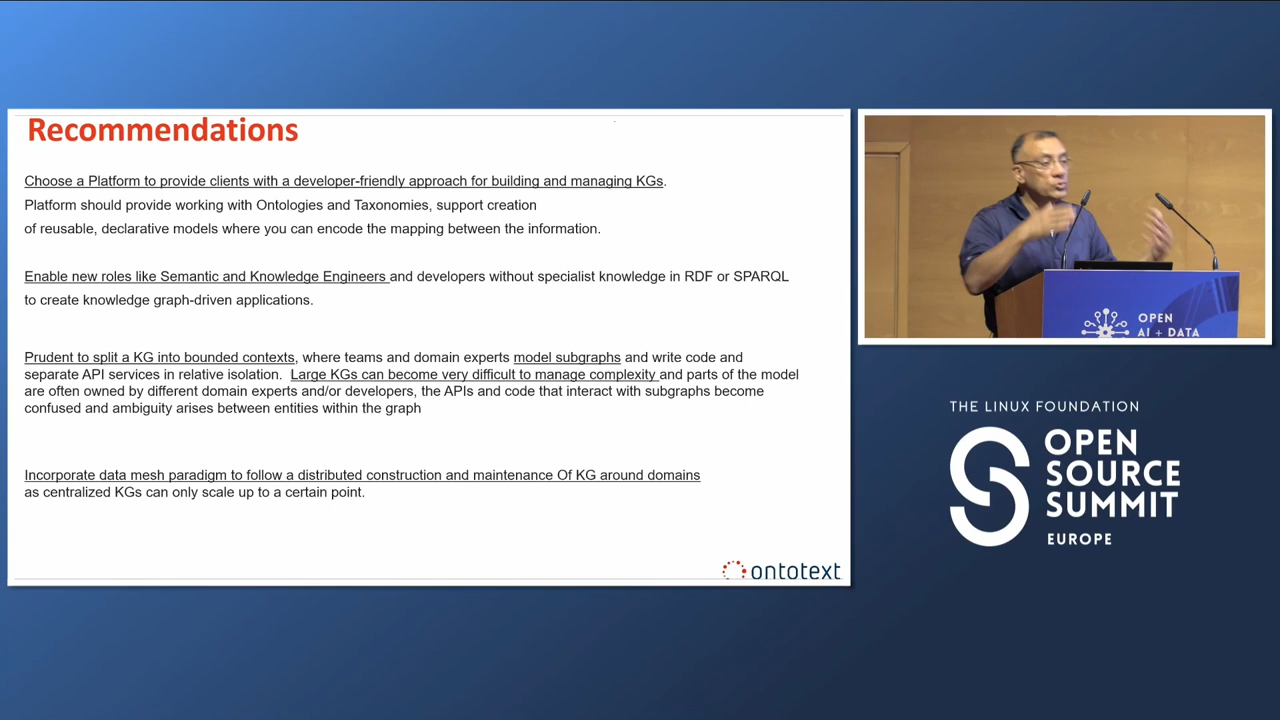 Recommendations
Choose a Platform to provide clients with a developer-friendly approach for building and managing KGs.
Platform should provide working with Ontologies and Taxonomies, support creation
of reusable, declarative models where you can encode the mapping between the information.
Enable new roles like Semantic and Knowledge Engineers and developers without specialist knowledge in RDF or SPARQL
to create knowledge graph-driven applications.
Prudent to split a KG into bounded contexts, where teams and domain experts model subgraphs and write code and
separate API services in relative isolation.  Large KGs can become very difficult to manage complexity and parts of the model
are often owned by different domain experts and/or developers, the APIs and code that interact with subgraphs become
confused and ambiguity arises between entities within the graph
Incorporate data mesh paradigm to follow a distributed construction and maintenance Of KG around domains
as centralized KGs can only scale up to a certain point.
ontotext
OPEN
AI + DATA
THE LINUX FOUNDATION
OPEN
SOURCE
SUMMIT
EUROPE